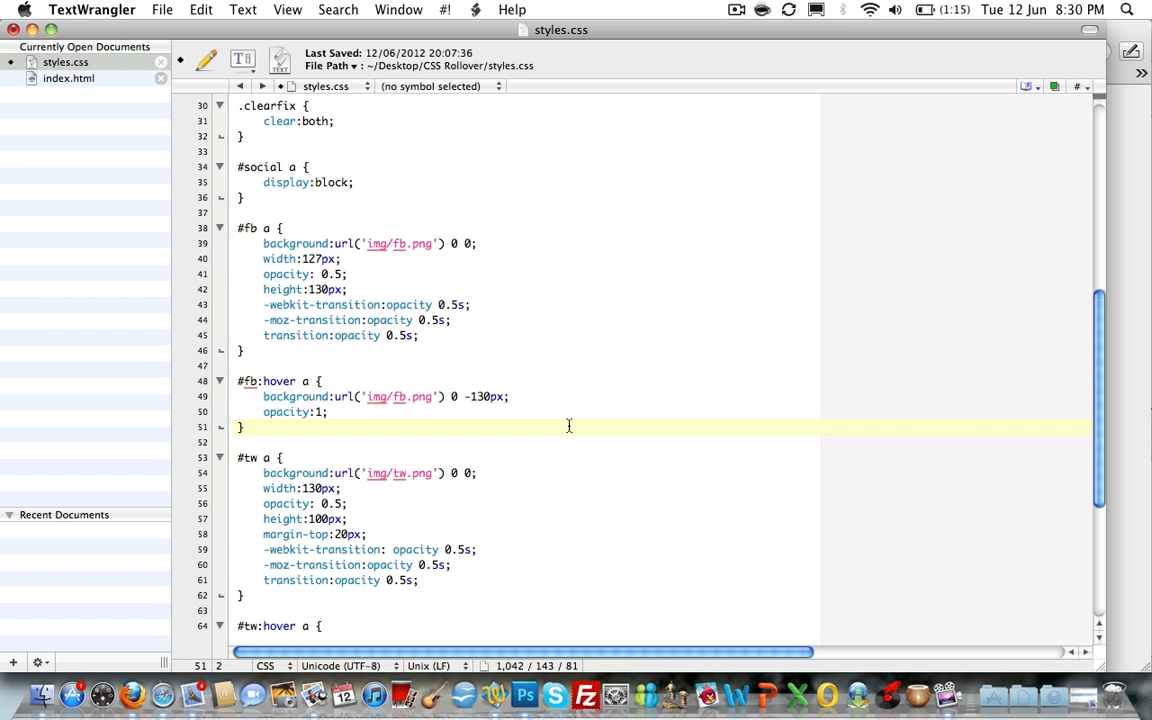 TextWrangler File Edit Text View Search Window #! Help (1:15) Tue 12 Jun 8:30 PM
styles.css
Currently Open Documents
styles.css
index.html
Last Saved: 12/06/2012 20:07:36
File Path ▾ : ~/Desktop/CSS Rollover/styles.css
styles.css (no symbol selected) #
30 .clearfix {
31 clear:both;
32 }
33
34 #social a {
35 display:block;
36 }
37
38 #fb a {
39 background:url('img/fb.png') 0 0;
40 width:127px;
41 opacity: 0.5;
42 height:130px;
43 -webkit-transition:opacity 0.5s;
44 -moz-transition:opacity 0.5s;
45 transition:opacity 0.5s;
46 }
47
48 #fb:hover a {
49 background:url('img/fb.png') 0 -130px;
50 opacity:1;
51 }
52
53 #tw a {
54 background:url('img/tw.png') 0 0;
55 width:130px;
56 opacity: 0.5;
57 height:100px;
58 margin-top:20px;
59 -webkit-transition: opacity 0.5s;
60 -moz-transition:opacity 0.5s;
61 transition:opacity 0.5s;
62 }
63
64 #tw:hover a {
Recent Documents
51 2 CSS Unicode (UTF-8) Unix (LF) 1,042 / 143 / 81